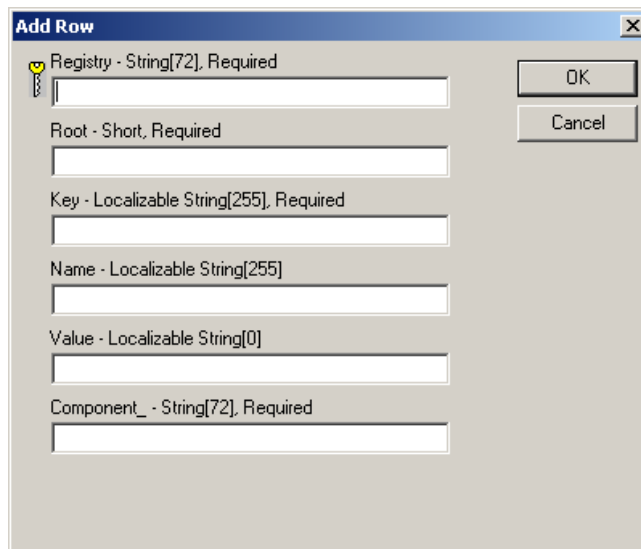 Add Row
Registry - String[72], Required
OK
Root - Short, Required
Cancel
Key - Localizable String[255], Required
Name - Localizable String[255]
Value - Localizable String[0]
Component_ - String[72], Required